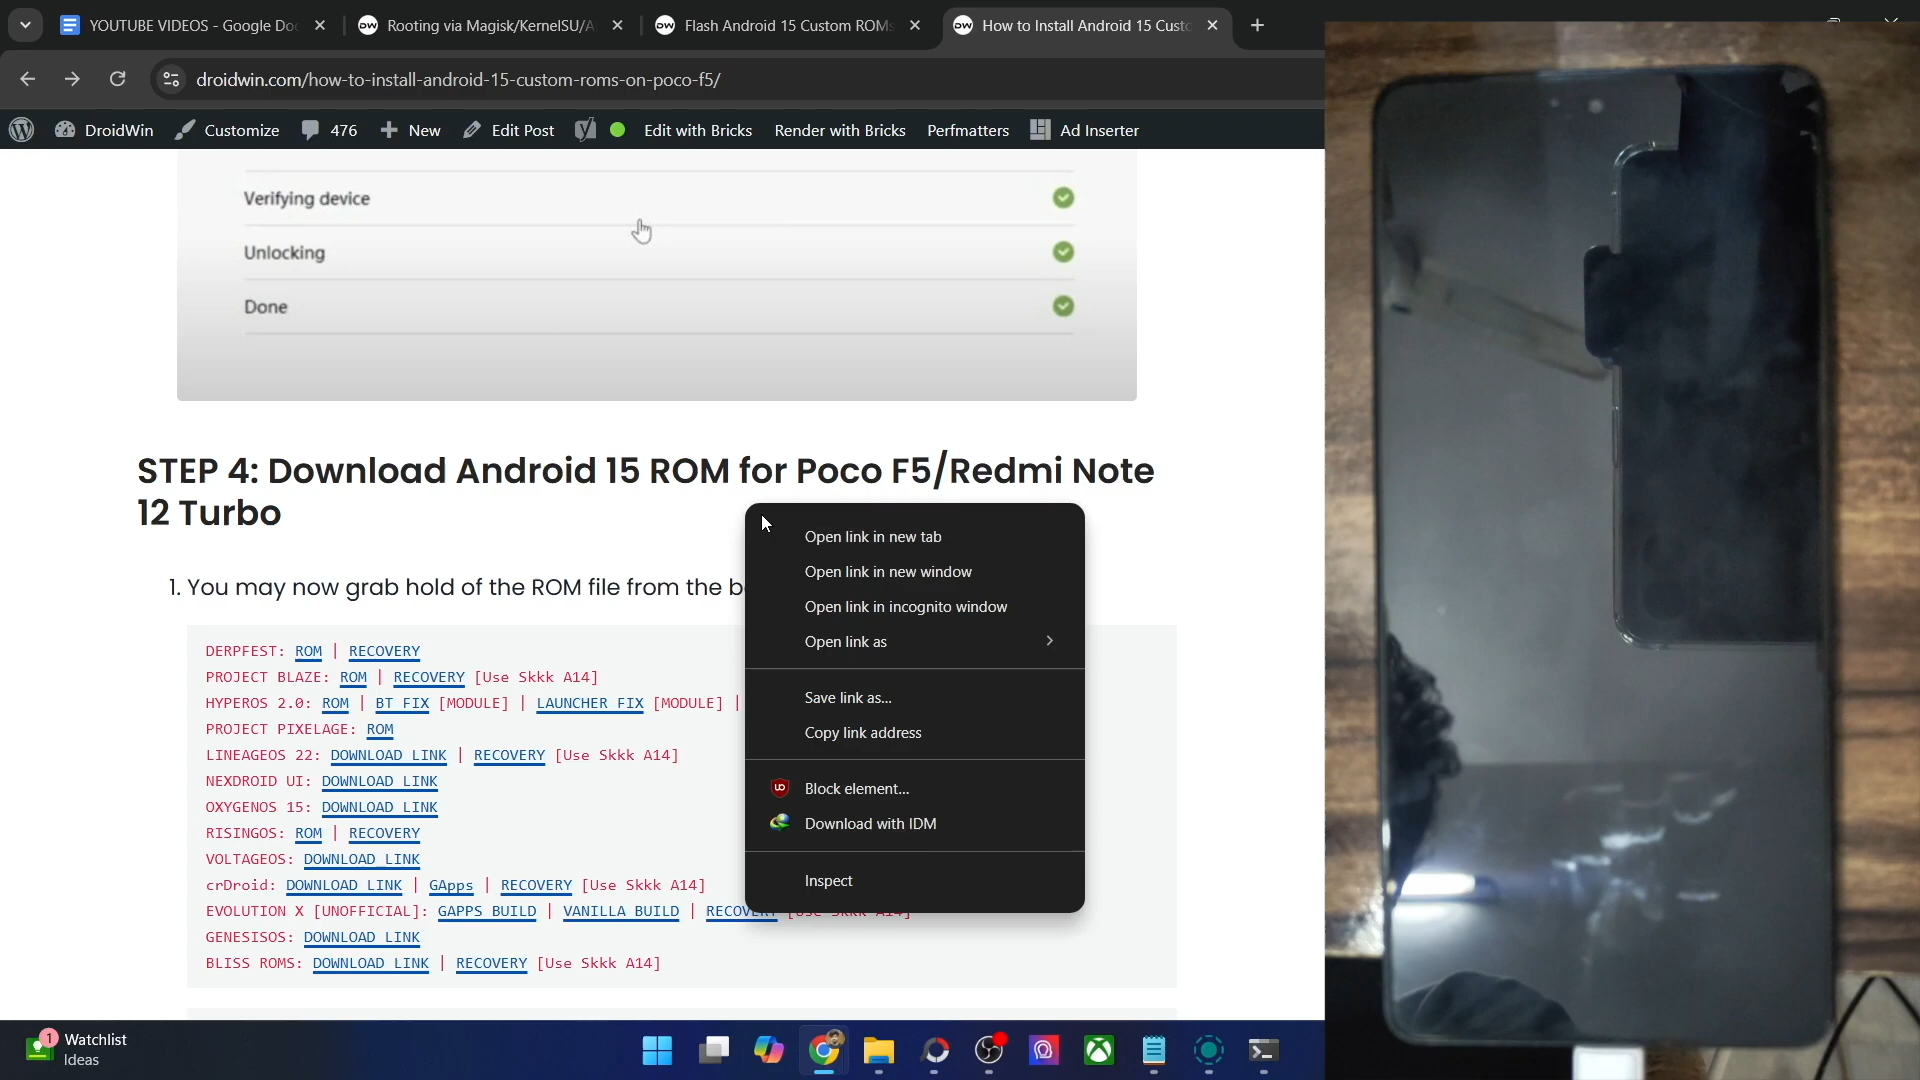 YOUTUBE VIDEOS - Google Doc
Rooting via Magisk/KernelSU/A
Flash Android 15 Custom ROMs
How to Install Android 15 Custo
droidwin.com/how-to-install-android-15-custom-roms-on-poco-f5/
DroidWin
Customize
476
New
Edit Post
Edit with Bricks
Render with Bricks
Perfmatters
Ad Inserter
Verifying device
Unlocking
Done
STEP 4: Download Android 15 ROM for Poco F5/Redmi Note
12 Turbo
1. You may now grab hold of the ROM file from the b
DERPFEST: ROM | RECOVERY
PROJECT BLAZE: ROM | RECOVERY [Use Skkk A14]
HYPEROS 2.0: ROM | BT FIX [MODULE] | LAUNCHER FIX [MODULE] |
PROJECT PIXELAGE: ROM
LINEAGEOS 22: DOWNLOAD LINK | RECOVERY [Use Skkk A14]
NEXDROID UI: DOWNLOAD LINK
OXYGENOS 15: DOWNLOAD LINK
RISINGOS: ROM | RECOVERY
VOLTAGEOS: DOWNLOAD LINK
crDroid: DOWNLOAD LINK | GApps | RECOVERY [Use Skkk A14]
EVOLUTION X [UNOFFICIAL]: GAPPS BUILD | VANILLA BUILD | RECOVERY [Use Skkk A14]
GENESISOS: DOWNLOAD LINK
BLISS ROMS: DOWNLOAD LINK | RECOVERY [Use Skkk A14]
Open link in new tab
Open link in new window
Open link in incognito window
Open link as
Save link as...
Copy link address
Block element...
Download with IDM
Inspect
1
Watchlist
Ideas